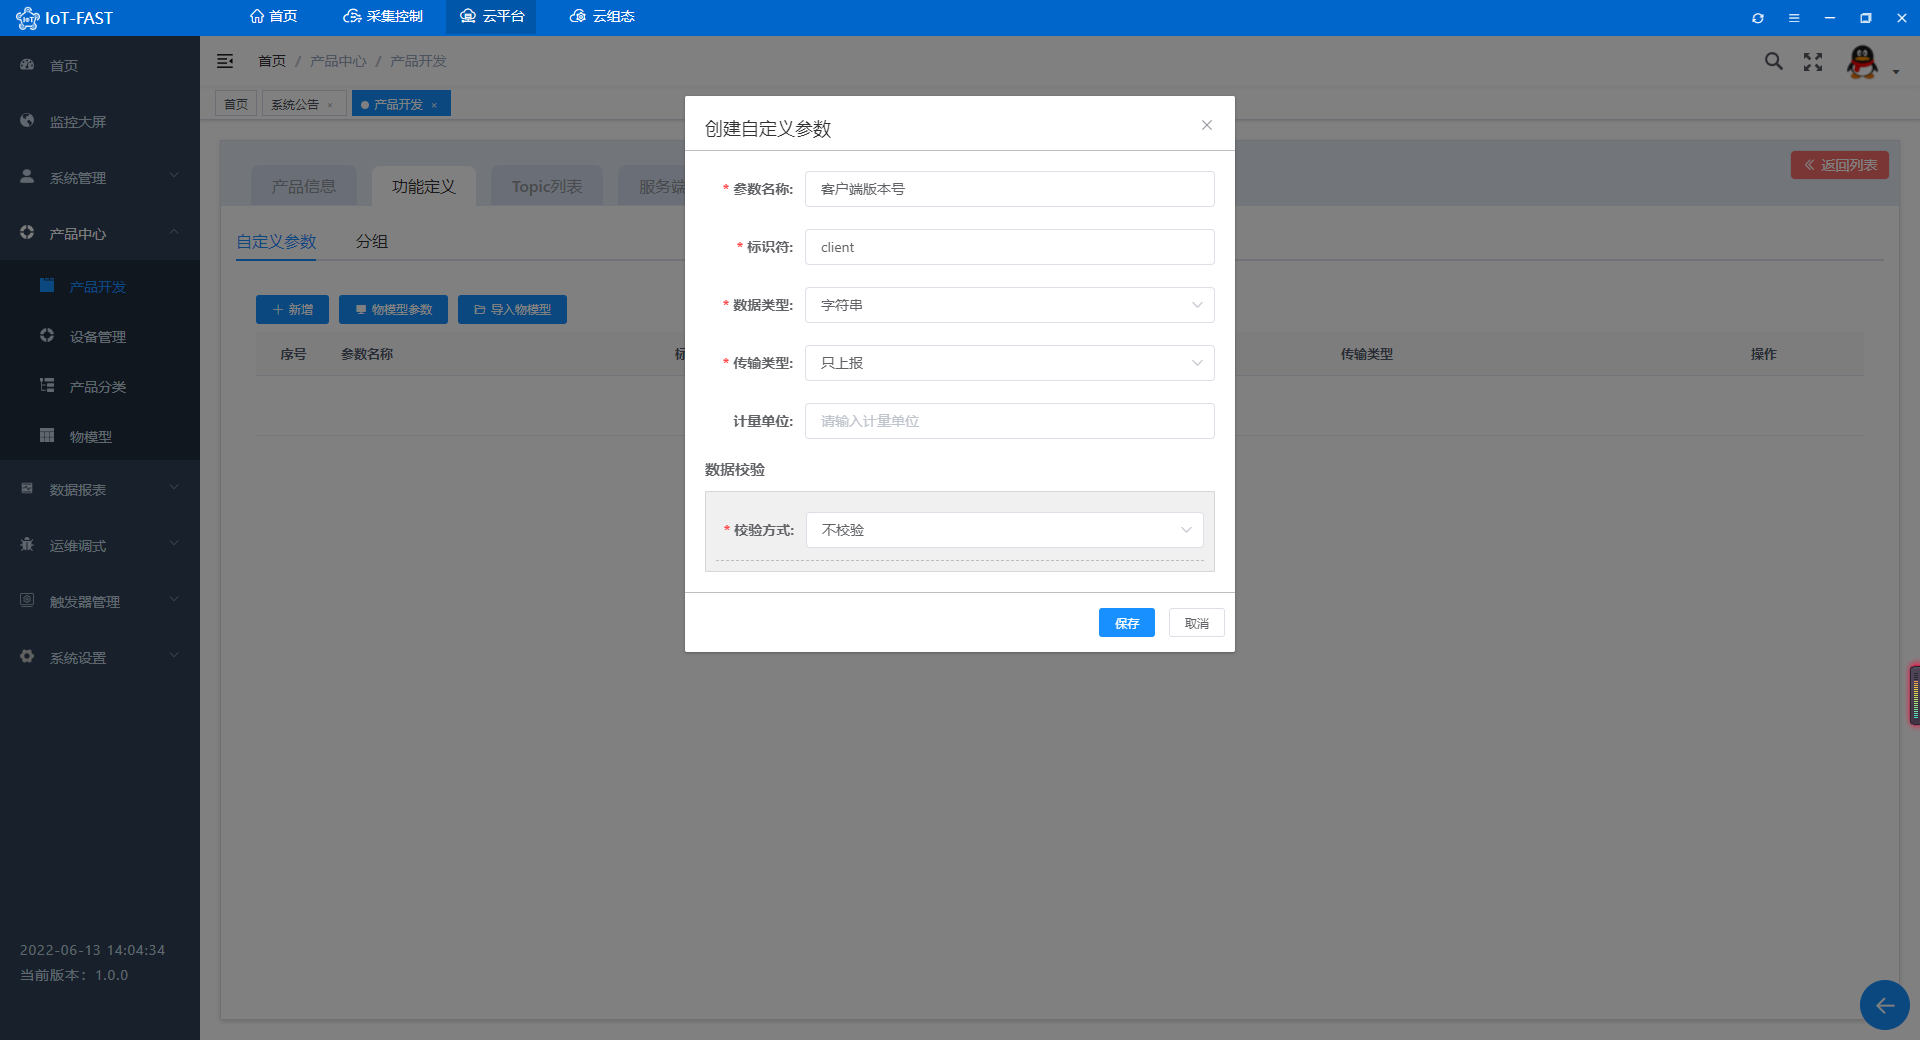 IoT-FAST
首页
采集控制
云平台
云组态
首页
监控大屏
系统管理
产品中心
产品开发
设备管理
产品分类
物模型
数据报表
运维调式
触发器管理
系统设置
2022-06-13 14:04:34
当前版本：1.0.0
首页 / 产品中心 / 产品开发
首页
系统公告 ×
产品开发 ×
产品信息
功能定义
Topic列表
服务端
返回列表
自定义参数
分组
新增
物模型参数
导入物模型
序号
参数名称
传输类型
操作
创建自定义参数
* 参数名称: 客户端版本号
* 标识符: client
* 数据类型: 字符串
* 传输类型: 只上报
计量单位: 请输入计量单位
数据校验
* 校验方式: 不校验
保存
取消